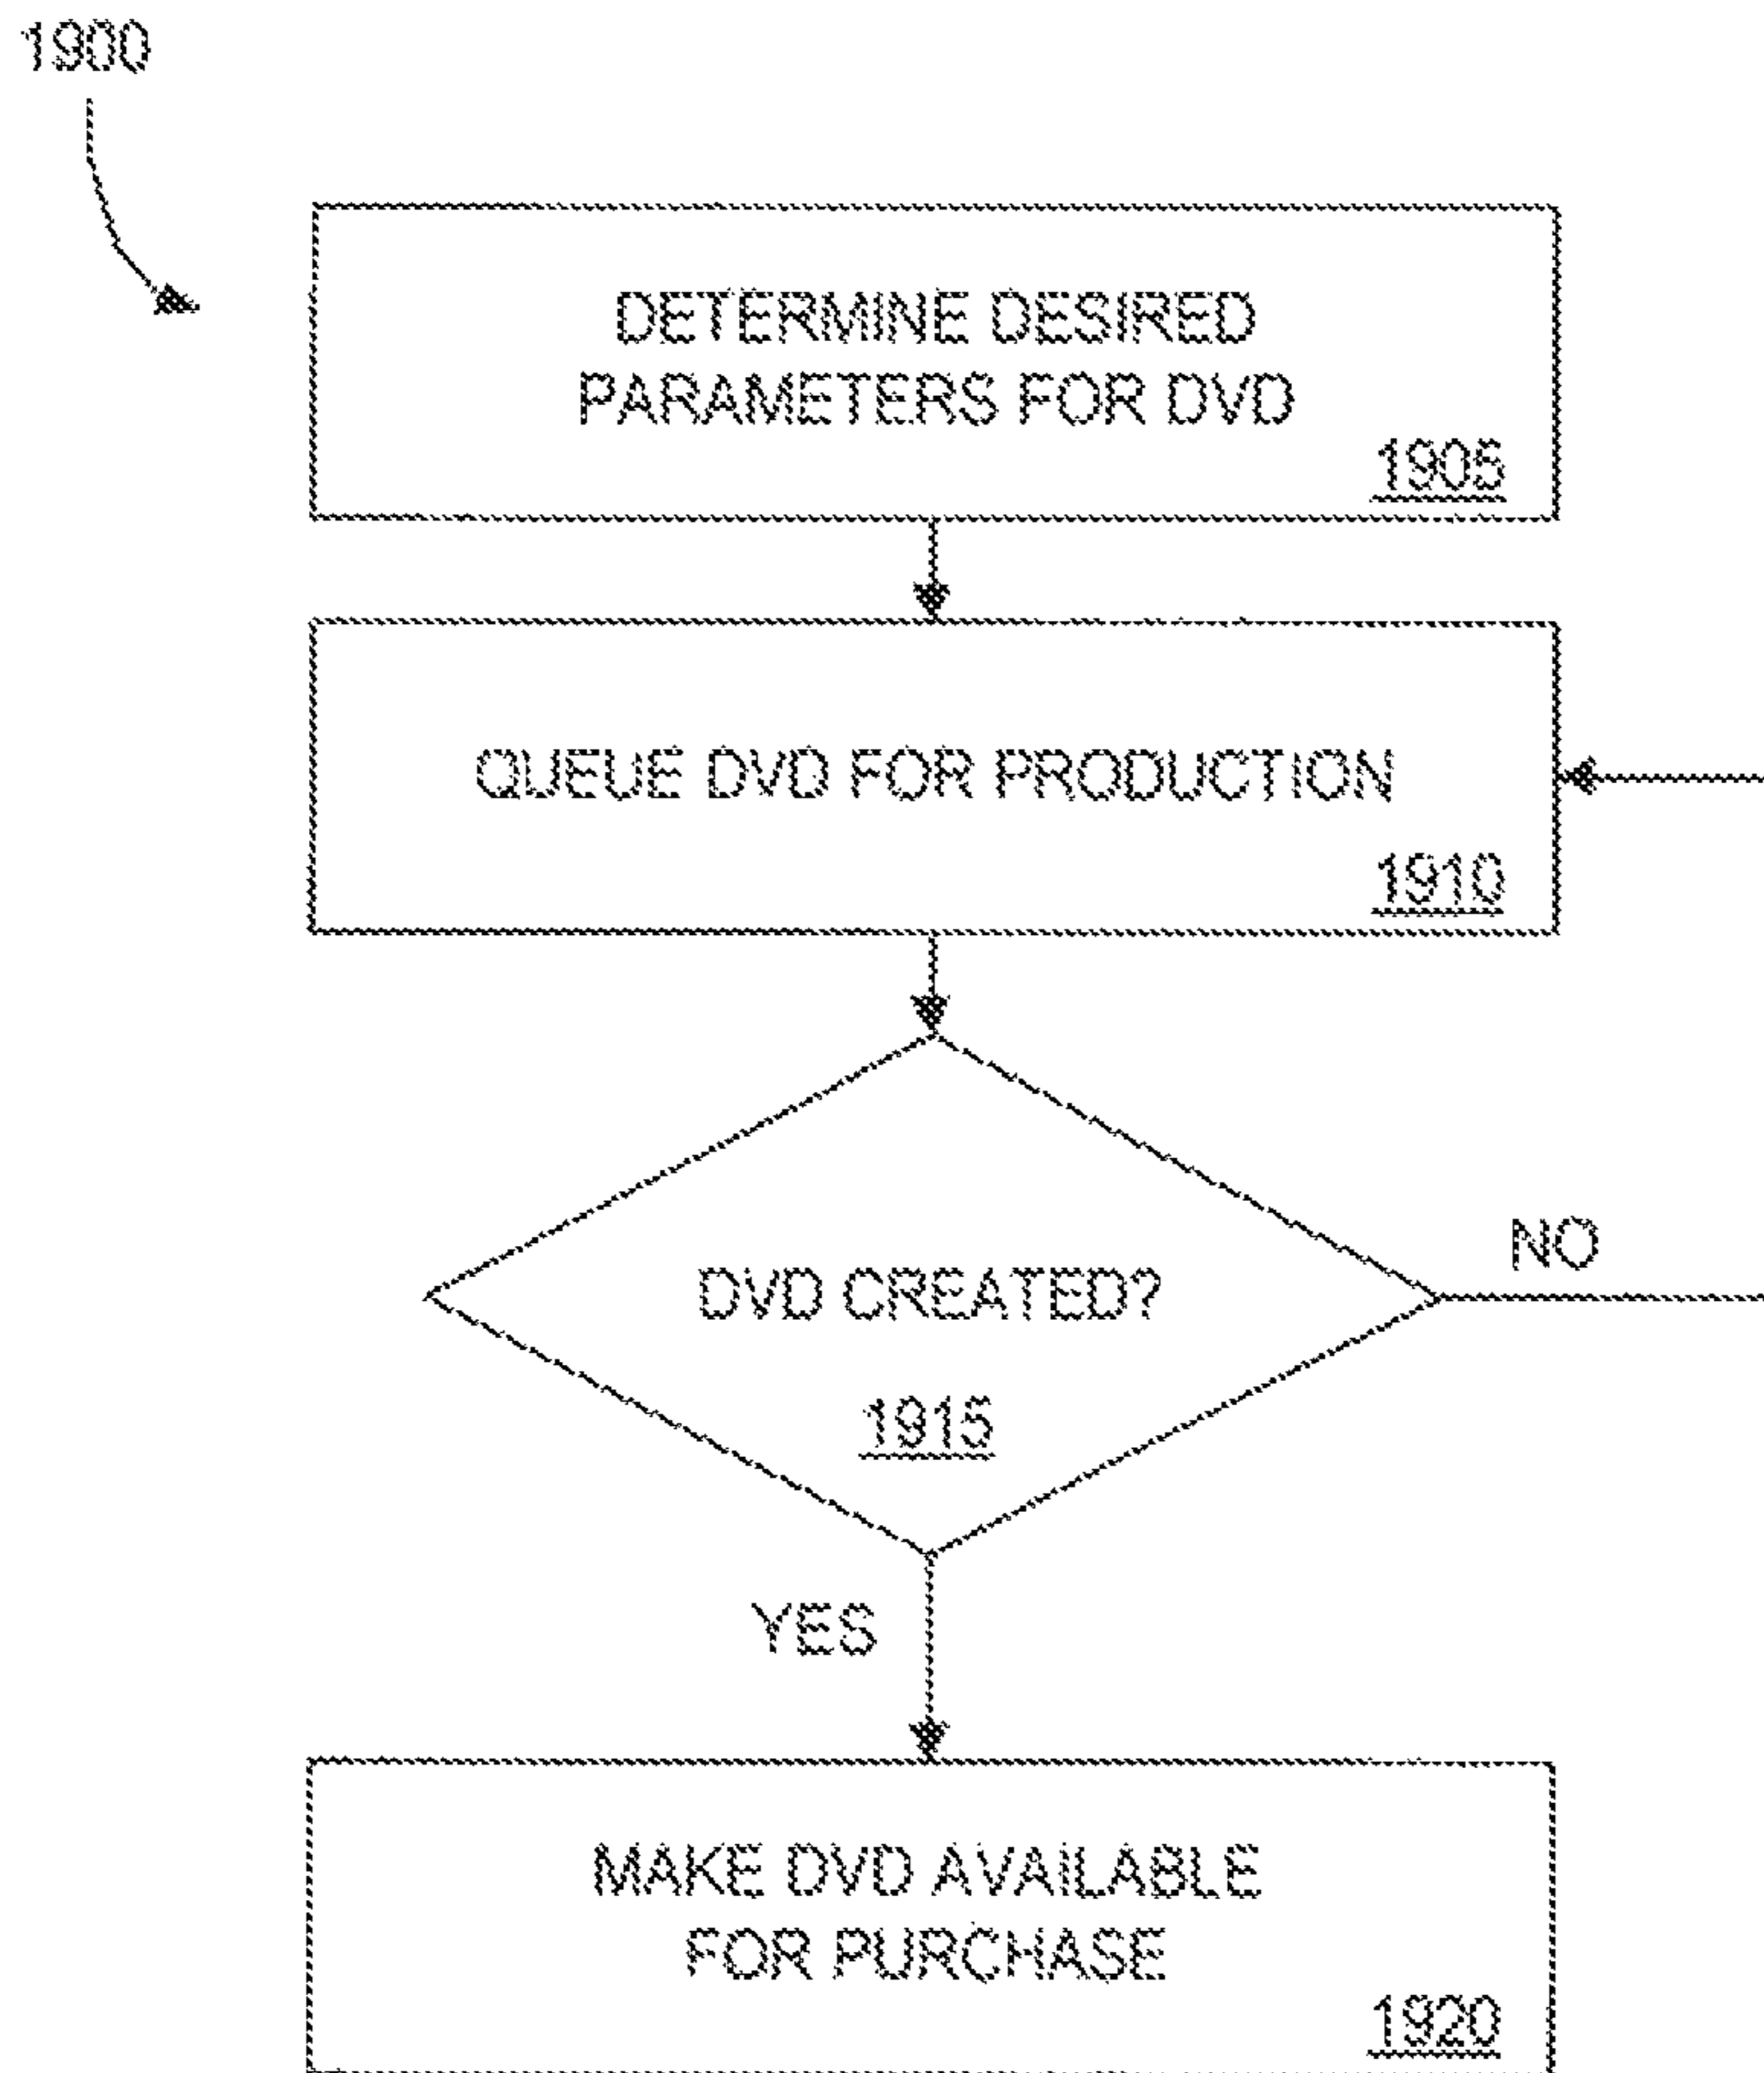 1900
DETERMINE DESIRED
PARAMETERS FOR DVD
1905
QUEUE DVD FOR PRODUCTION
1910
DVD CREATED?
1915
NO
YES
MAKE DVD AVAILABLE
FOR PURCHASE
1920